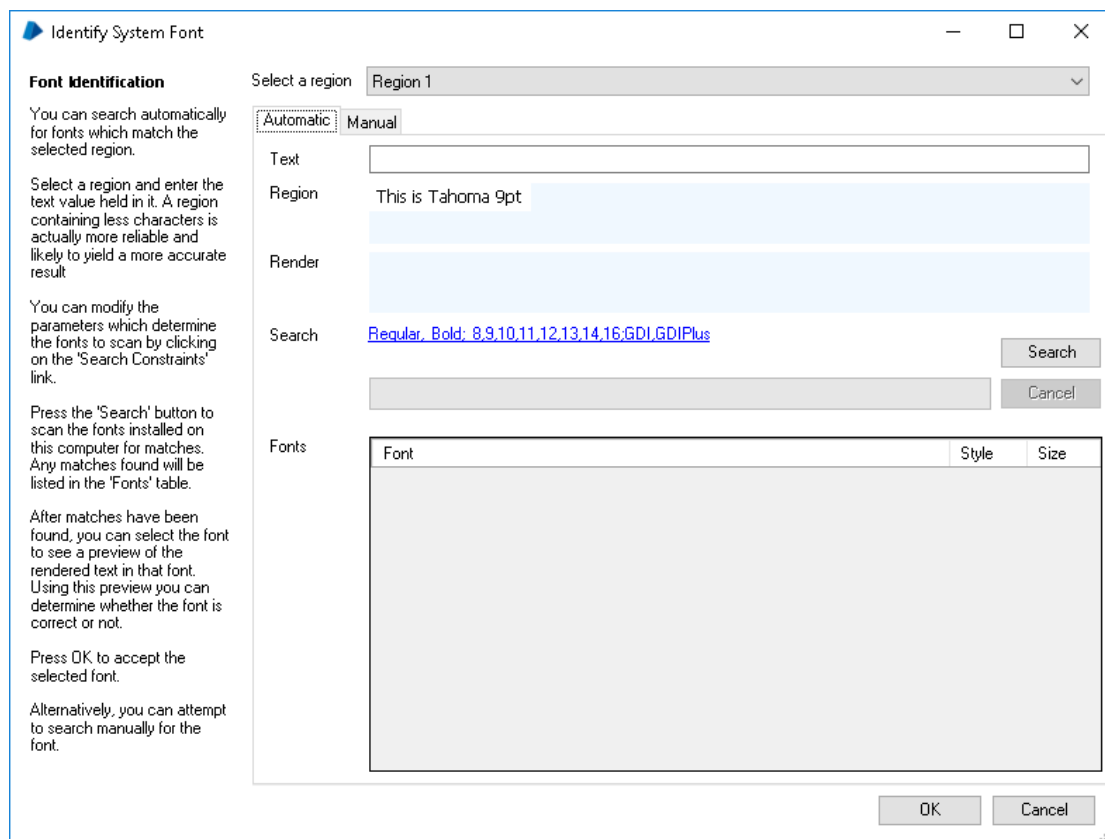 Identify System Font
Font Identification
You can search automatically
for fonts which match the
selected region.
Select a region and enter the
text value held in it. A region
containing less characters is
actually more reliable and
likely to yield a more accurate
result
You can modify the
parameters which determine
the fonts to scan by clicking
on the 'Search Constraints'
link.
Press the 'Search' button to
scan the fonts installed on
this computer for matches.
Any matches found will be
listed in the 'Fonts' table.
After matches have been
found, you can select the font
to see a preview of the
rendered text in that font.
Using this preview you can
determine whether the font is
correct or not.
Press OK to accept the
selected font.
Alternatively, you can attempt
to search manually for the
font.
Select a region Region 1
Automatic Manual
Text
Region This is Tahoma 9pt
Render
Search Regular, Bold; 8,9,10,11,12,13,14,16;GDI,GDIPlus
Search
Cancel
Fonts Font Style Size
OK Cancel